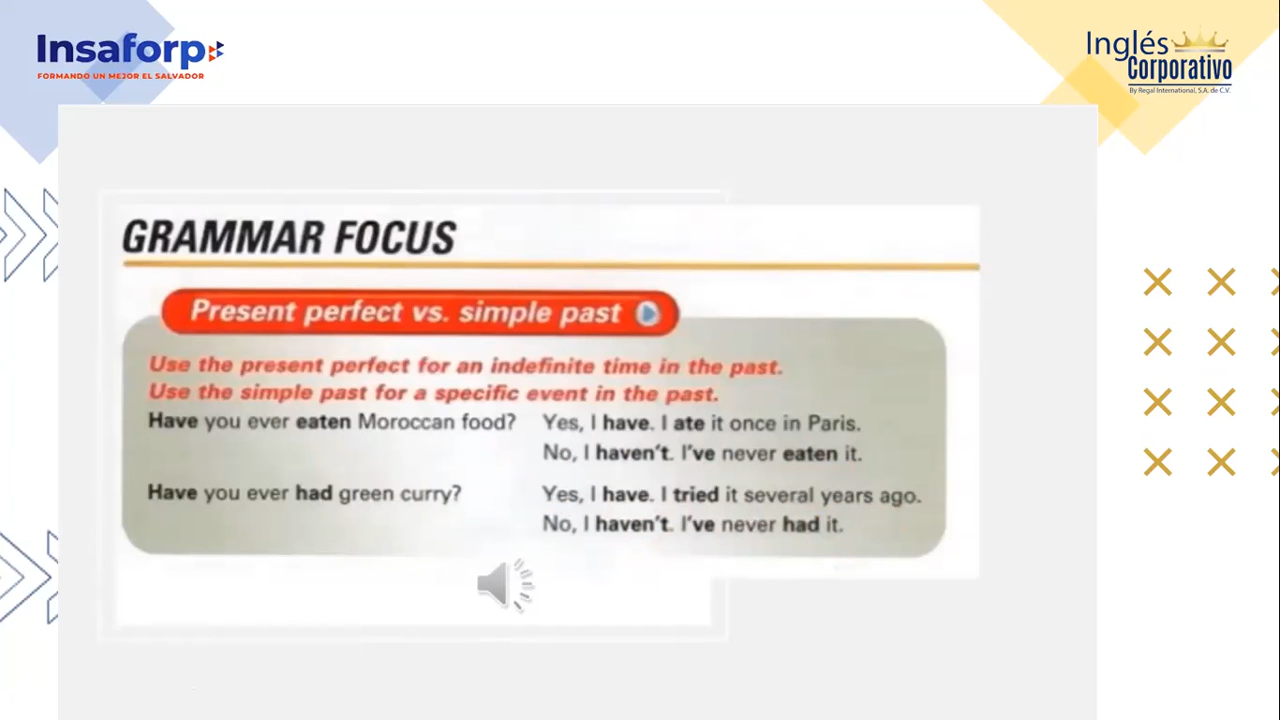 Insaforp
FORMANDO UN MEJOR EL SALVADOR
Inglés
Corporativo
By Regal International, S.A. de C.V.
GRAMMAR FOCUS
Present perfect vs. simple past
Use the present perfect for an indefinite time in the past.
Use the simple past for a specific event in the past.
Have you ever eaten Moroccan food?
Yes, I have. I ate it once in Paris.
No, I haven't. I've never eaten it.
Have you ever had green curry?
Yes, I have. I tried it several years ago.
No, I haven't. I've never had it.